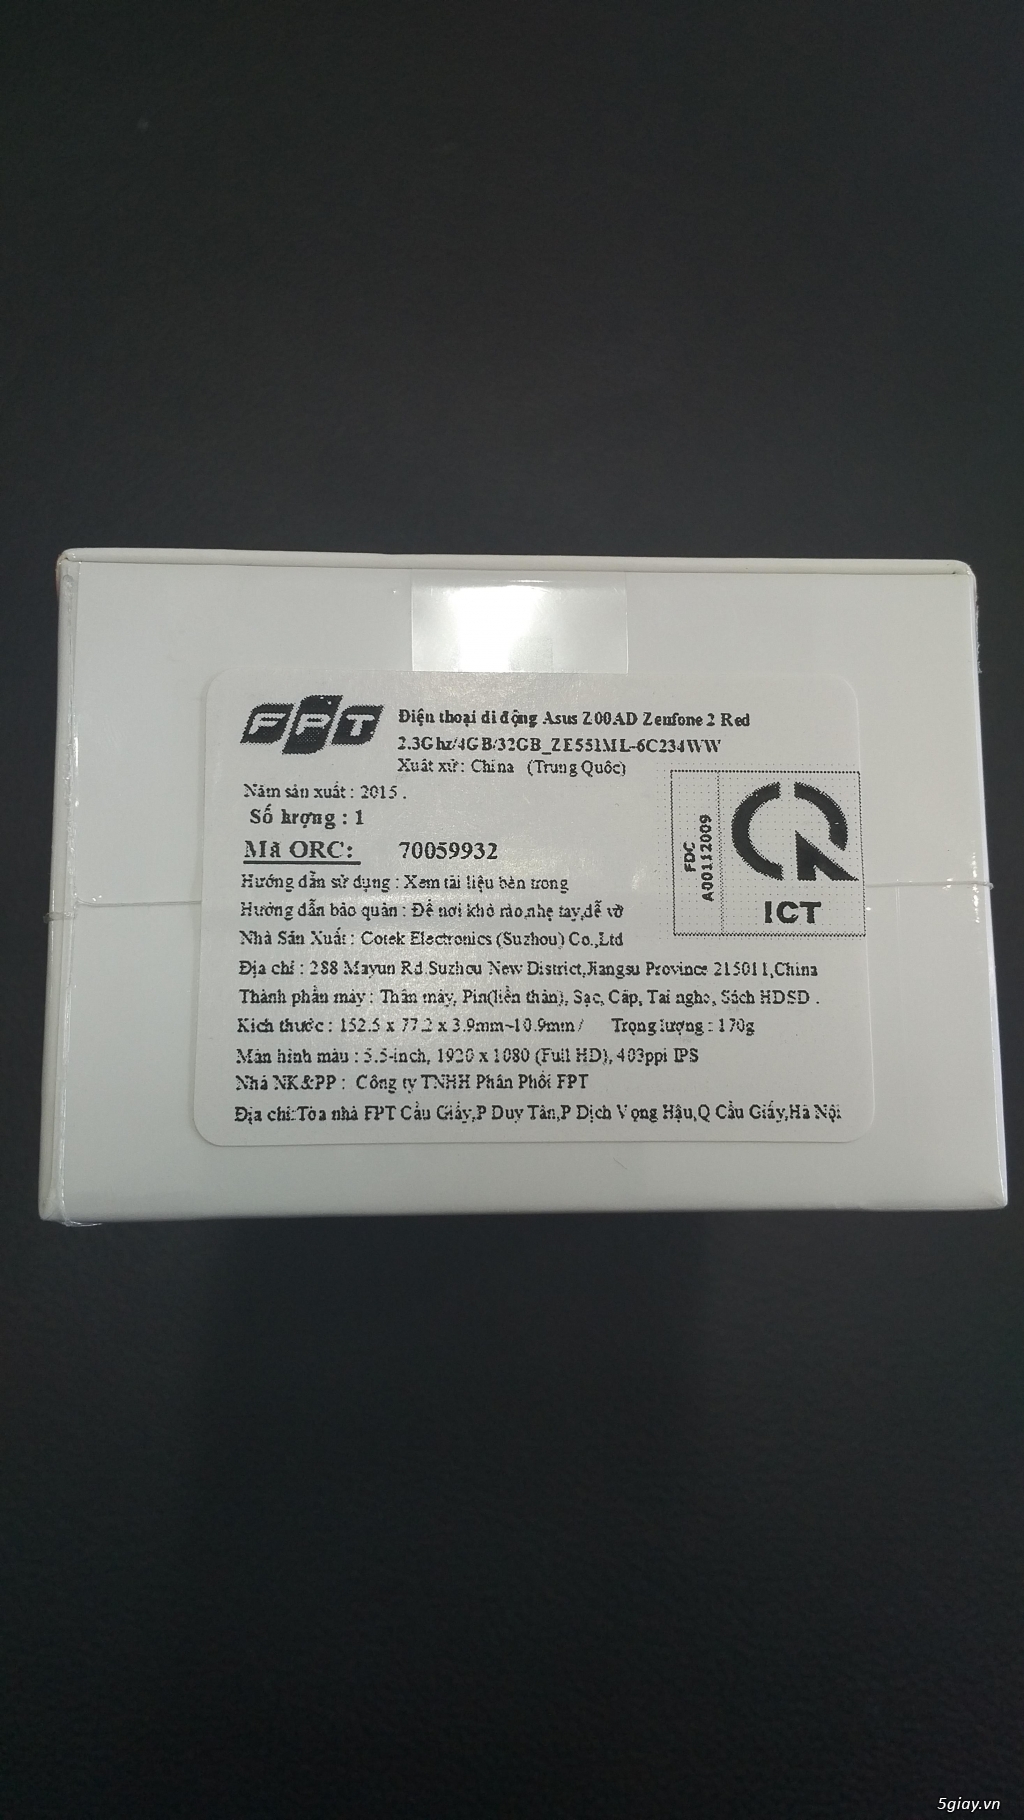 FPT
Điện thoại di động Asus Z00AD Zenfone 2 Red
2.3Ghz/4GB/32GB_ZE551ML-6C234WW
Xuất xứ: China (Trung Quốc)
Năm sản xuất : 2015 .
Số lượng : 1
Mã ORC: 70059932
FDC
A00112009
ICT
Hướng dẫn sử dụng : Xem tài liệu bên trong
Hướng dẫn bảo quản : Để nơi khô ráo,nhẹ tay,dễ vỡ
Nhà Sản Xuất : Cotek Electronics (Suzhou) Co.,Ltd
Địa chỉ : 288 Mayun Rd.Suzhou New District,Jiangsu Province 215011,China
Thành phần máy : Thân máy, Pin(liền thân), Sạc, Cáp, Tai nghe, Sách HDSD .
Kích thước : 152.5 x 77.2 x 3.9mm~10.9mm / Trọng lượng : 170g
Màn hình màu : 5.5-inch, 1920 x 1080 (Full HD), 403ppi IPS
Nhà NK&PP : Công ty TNHH Phân Phối FPT
Địa chỉ:Tòa nhà FPT Cầu Giấy,P Duy Tân,P Dịch Vọng Hậu,Q Cầu Giấy,Hà Nội
5giay.vn